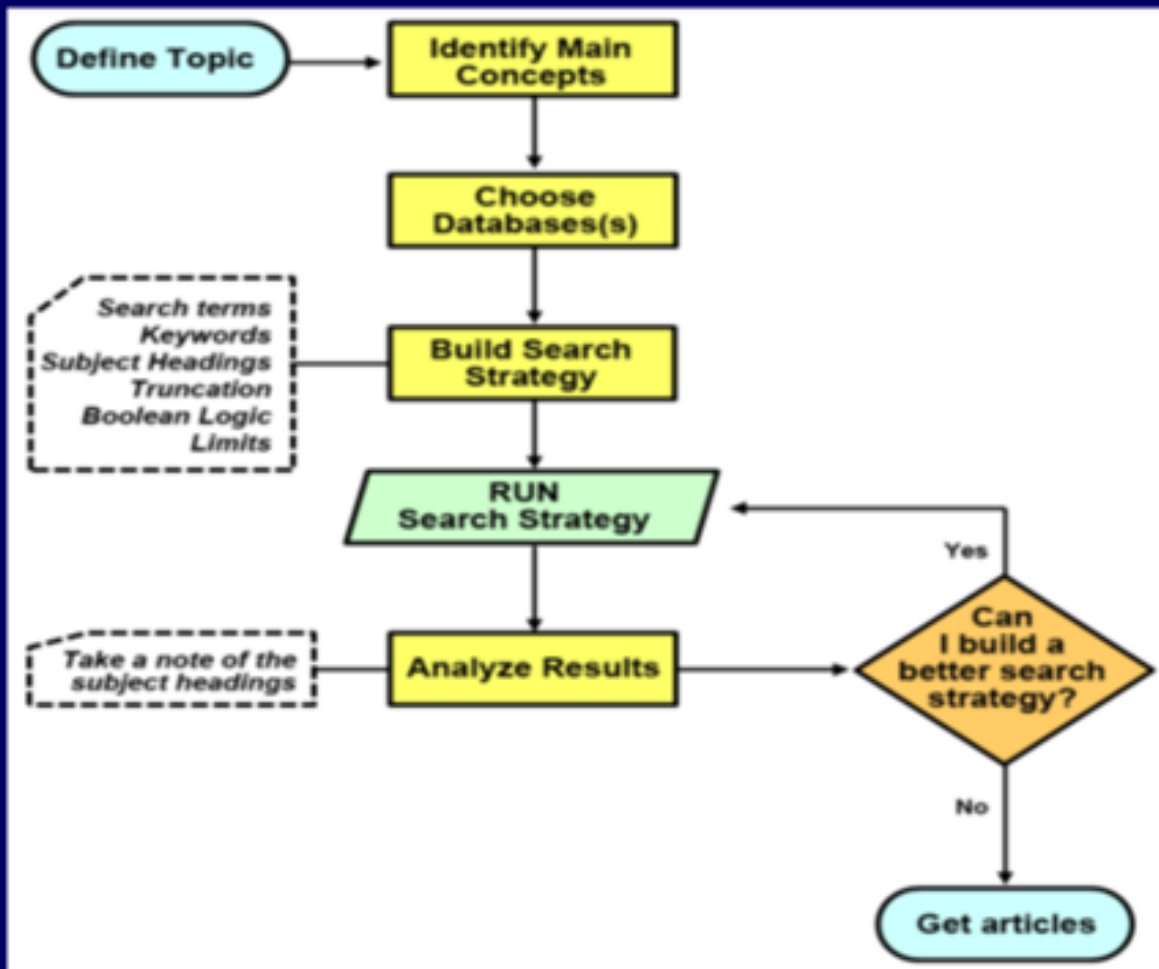 Define Topic
Identify Main
Concepts
Choose
Databases(s)
Search terms
Keywords
Subject Headings
Truncation
Boolean Logic
Limits
Build Search
Strategy
RUN
Search Strategy
Yes
Take a note of the
subject headings
Analyze Results
Can
I build a
better search
strategy?
No
Get articles